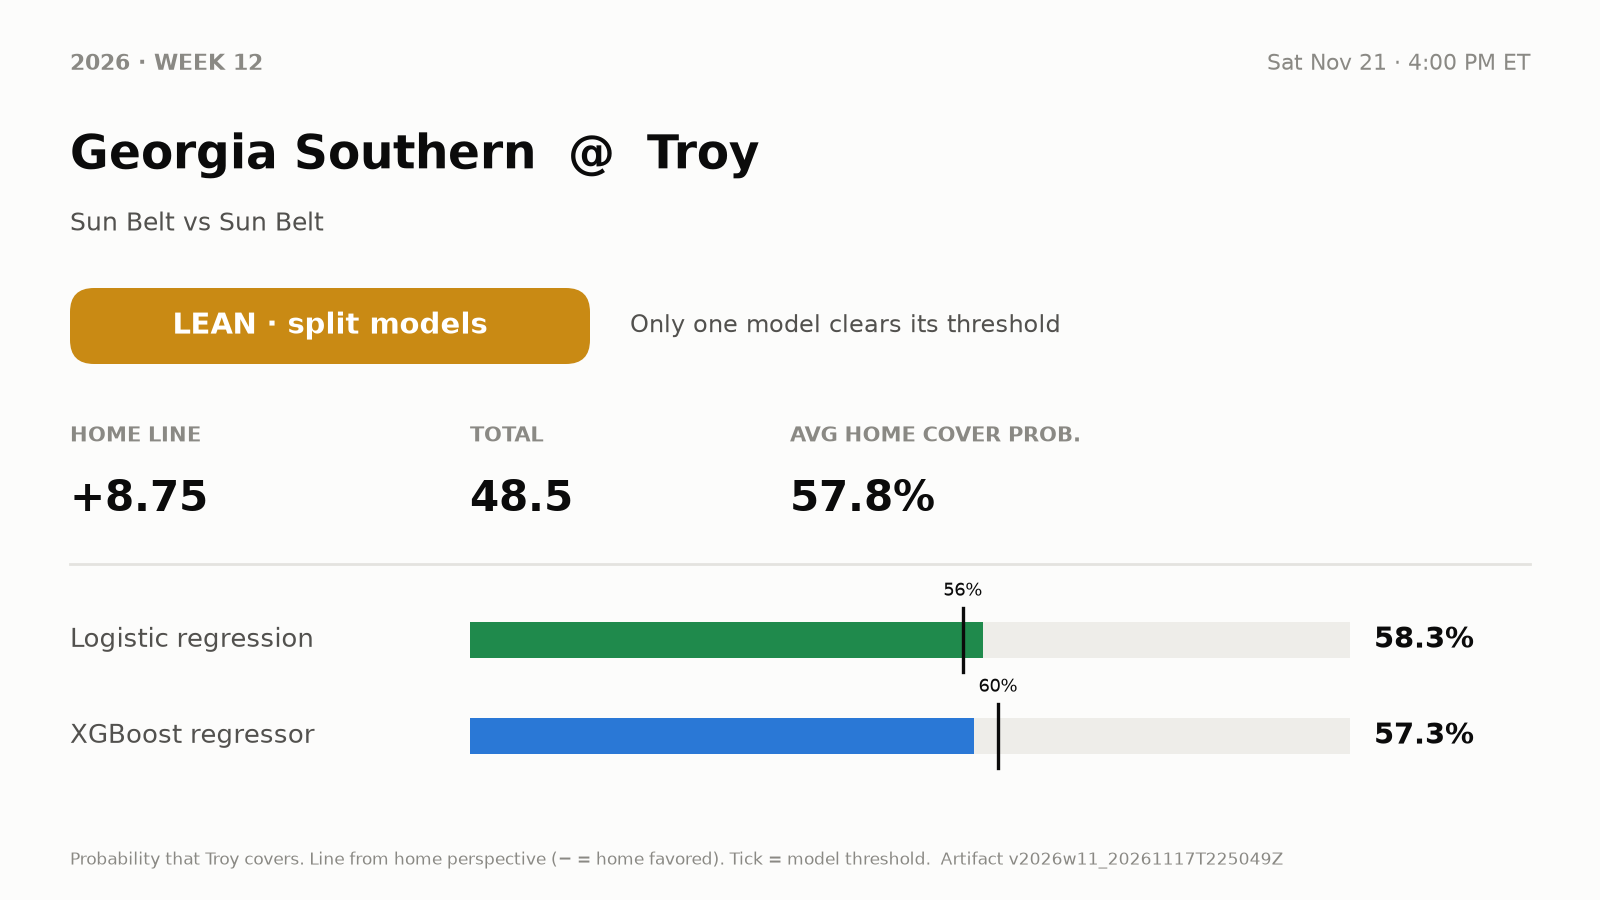 2026 · WEEK 12
Sat Nov 21 · 4:00 PM ET
Georgia Southern @ Troy
Sun Belt vs Sun Belt
LEAN · split models
Only one model clears its threshold
HOME LINE
TOTAL
AVG HOME COVER PROB.
+8.75
48.5
57.8%
56%
Logistic regression
58.3%
60%
XGBoost regressor
57.3%
Probability that Troy covers. Line from home perspective (− = home favored). Tick = model threshold. Artifact v2026w11_20261117T225049Z